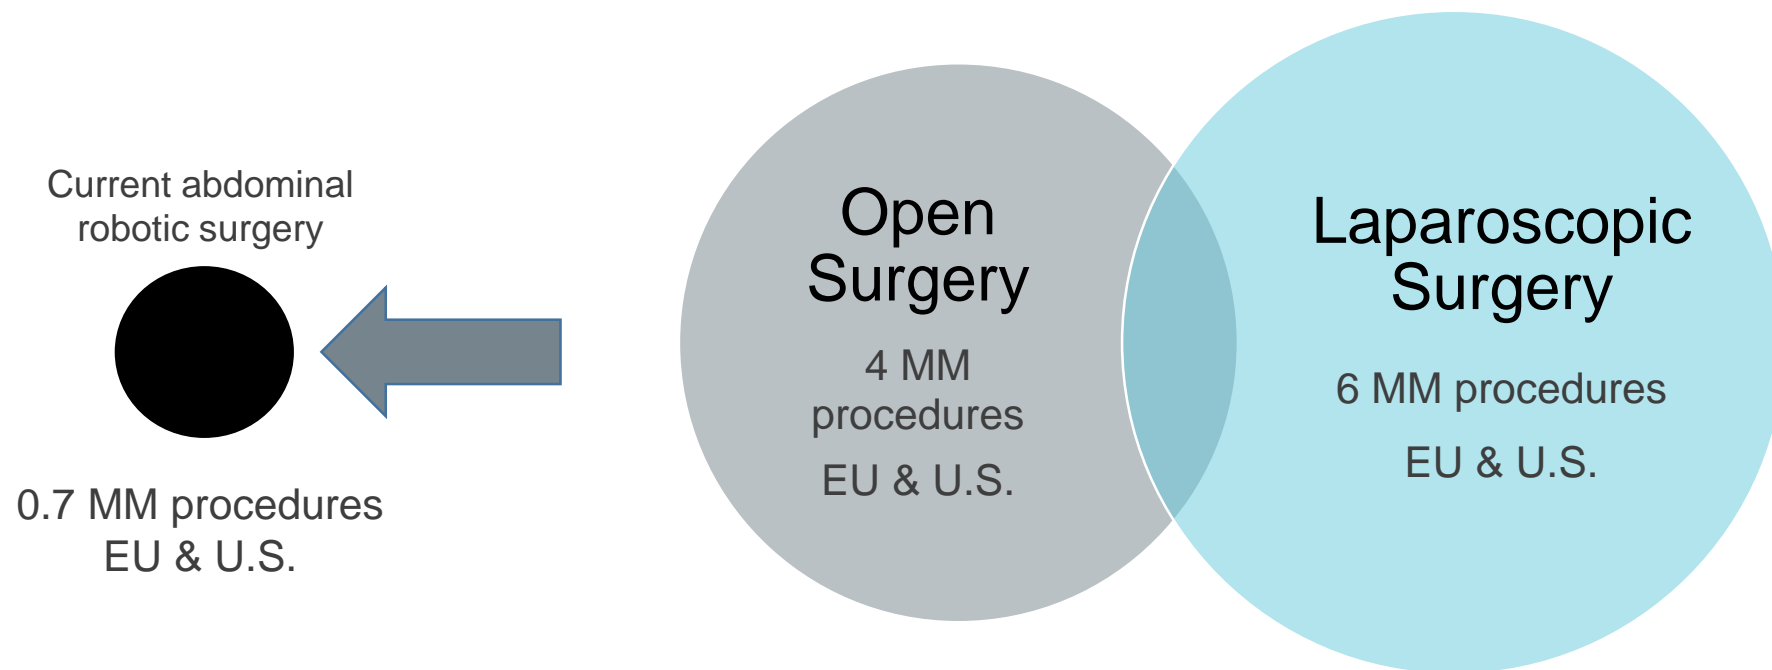 Current abdominal
robotic surgery
0.7 MM procedures
EU & U.S.
Open
Surgery
4 MM
procedures
EU & U.S.
Laparoscopic
Surgery
6 MM procedures
EU & U.S.